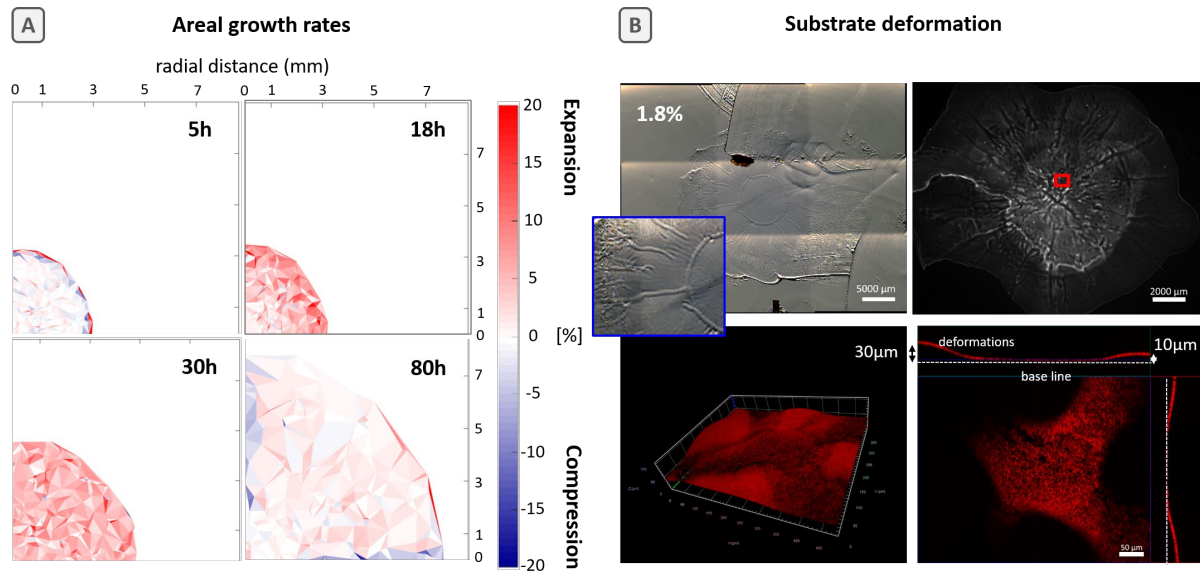 A
Areal growth rates
radial distance (mm)
0 1 3 5 7
0 1 3 5 7
5h
18h
7
5
3
1
0
30h
80h
7
5
3
1
0
20
15
10
5
0
-5
-10
-15
-20
[%]
Expansion
Compression
B
Substrate deformation
1.8%
5000 µm
2000 µm
30µm
deformations
10µm
base line
50 µm